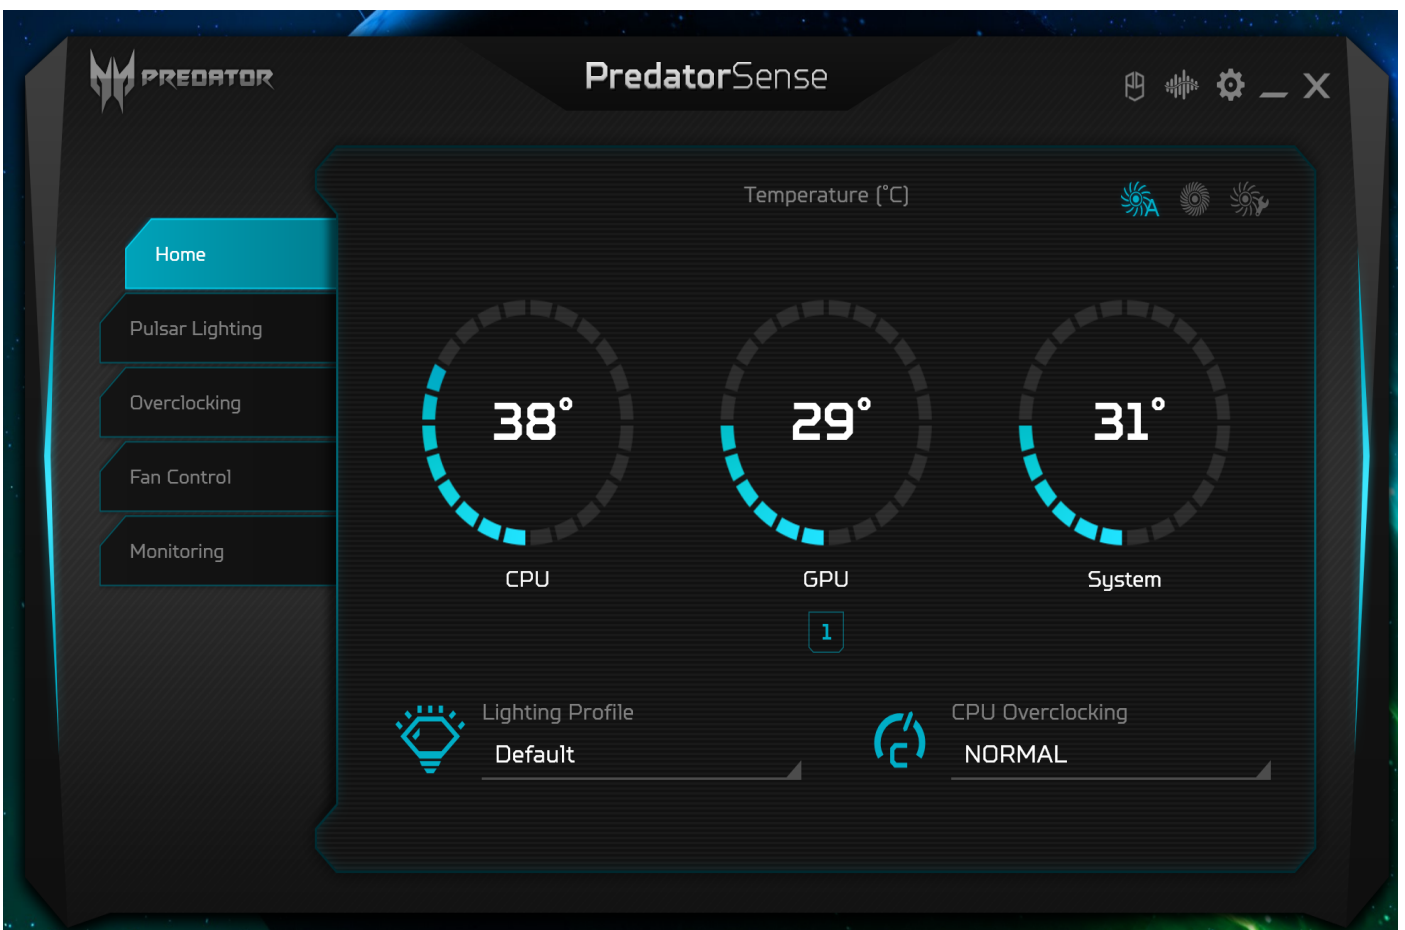 PREDATOR
PredatorSense
Temperature (°C)
A
Home
Pulsar Lighting
Overclocking
Fan Control
Monitoring
38°
29°
31°
CPU
GPU
System
1
Lighting Profile
Default
CPU Overclocking
NORMAL